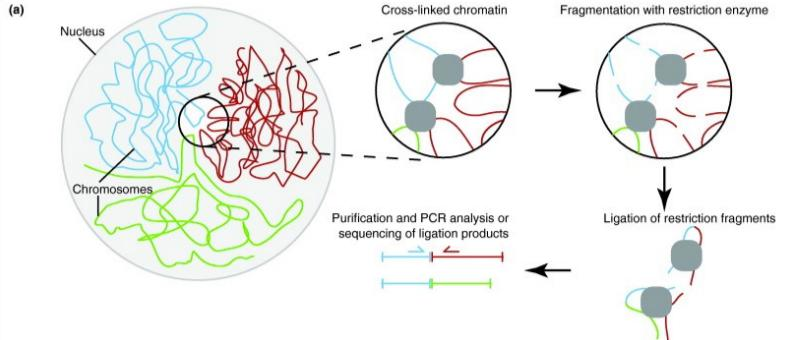 (a)
Nucleus
Chromosomes
Cross-linked chromatin
Fragmentation with restriction enzyme
Ligation of restriction fragments
Purification and PCR analysis or
sequencing of ligation products